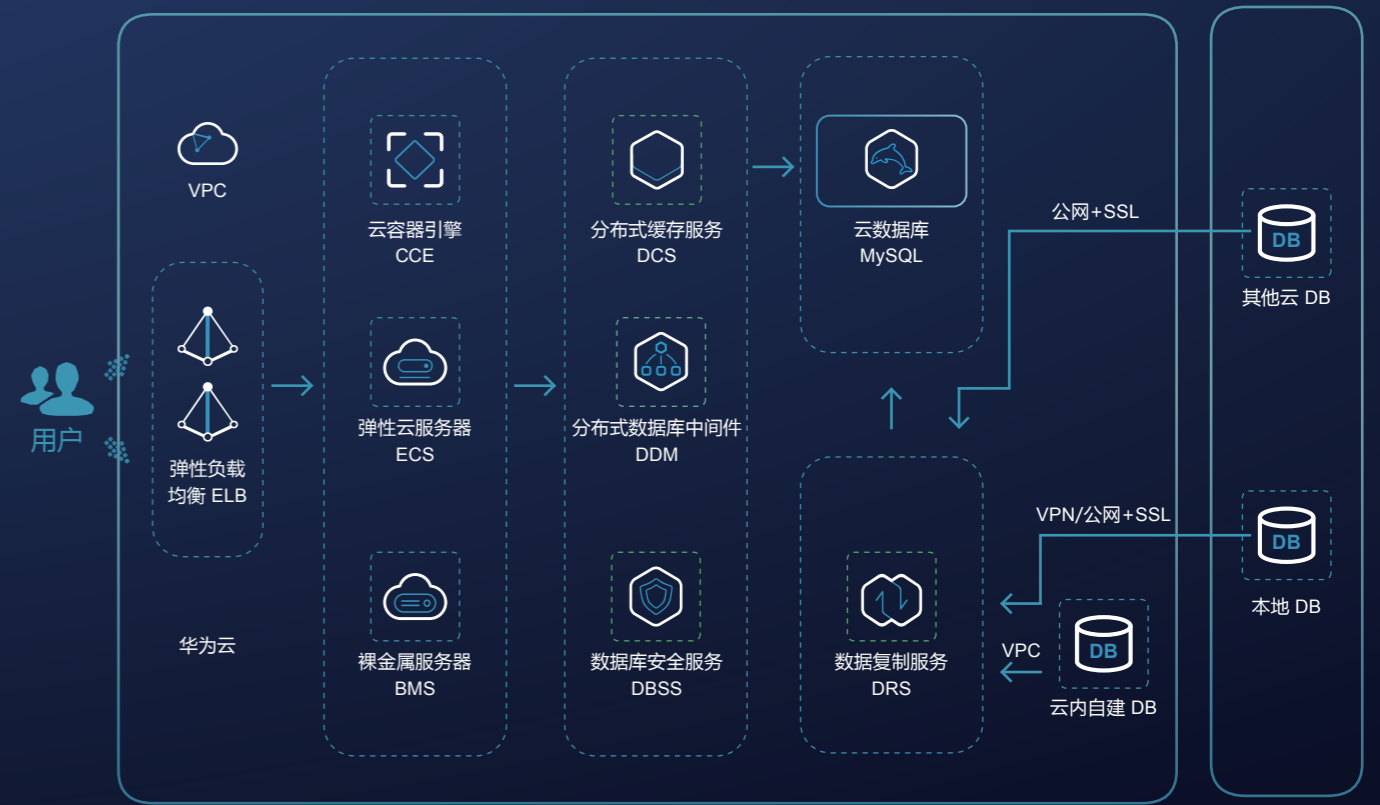 VPC
用户
弹性负载
均衡 ELB
华为云
云容器引擎
CCE
弹性云服务器
ECS
裸金属服务器
BMS
分布式缓存服务
DCS
分布式数据库中间件
DDM
数据库安全服务
DBSS
云数据库
MySQL
数据复制服务
DRS
公网+SSL
VPN/公网+SSL
VPC
DB
云内自建 DB
DB
其他云 DB
DB
本地 DB